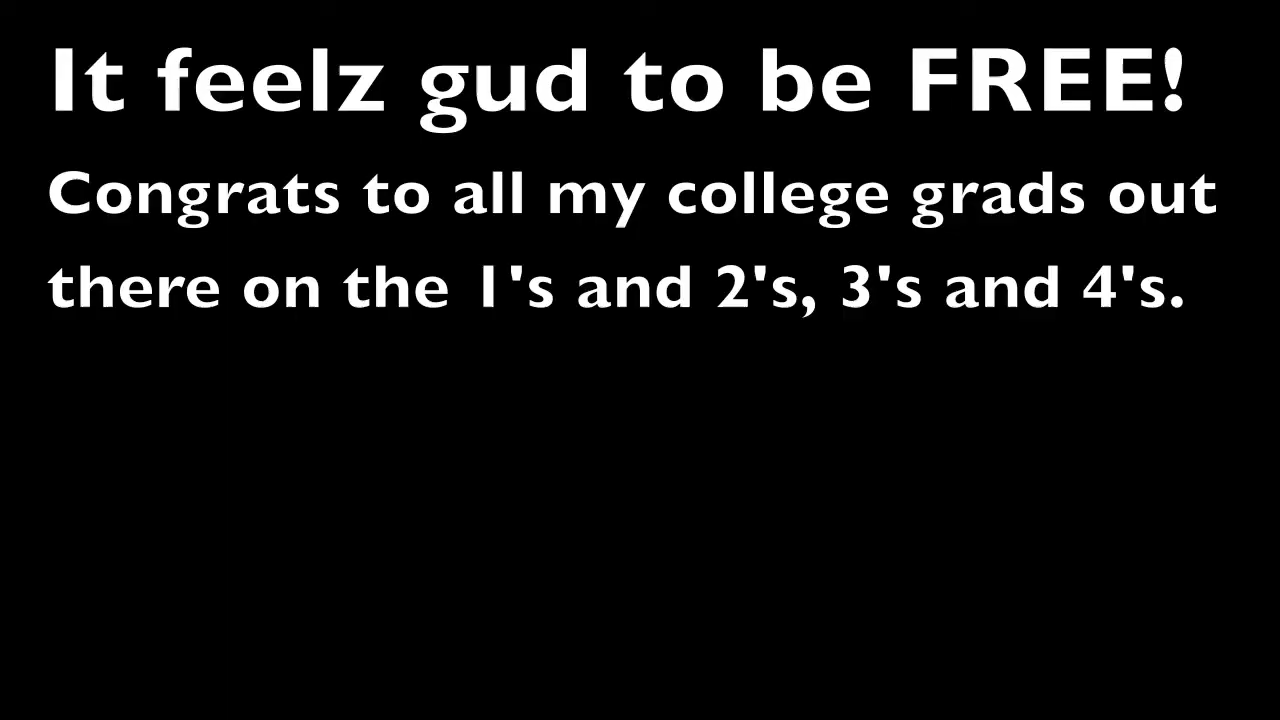 It feelz gud to be FREE!
Congrats to all my college grads out
there on the 1's and 2's, 3's and 4's.